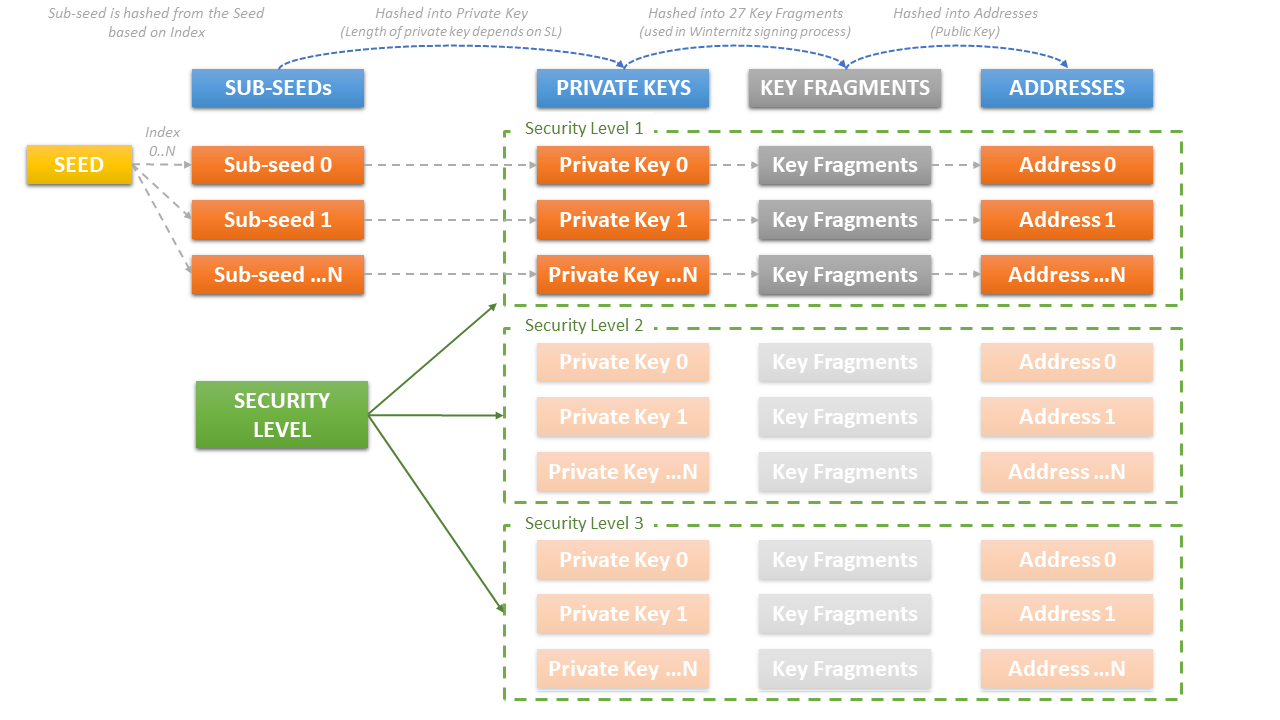 Sub-seed is hashed from the Seed
based on Index
Hashed into Private Key
(Length of private key depends on SL)
Hashed into 27 Key Fragments
(used in Winternitz signing process)
Hashed into Addresses
(Public Key)
SUB-SEEDs
PRIVATE KEYS
KEY FRAGMENTS
ADDRESSES
Security Level 1
Index
0..N
SEED
Sub-seed 0
Private Key 0
Key Fragments
Address 0
Sub-seed 1
Private Key 1
Key Fragments
Address 1
Sub-seed ...N
Private Key ...N
Key Fragments
Address ...N
Security Level 2
Private Key 0
Key Fragments
Address 0
SECURITY
LEVEL
Private Key 1
Key Fragments
Address 1
Private Key ...N
Key Fragments
Address ...N
Security Level 3
Private Key 0
Key Fragments
Address 0
Private Key 1
Key Fragments
Address 1
Private Key ...N
Key Fragments
Address ...N